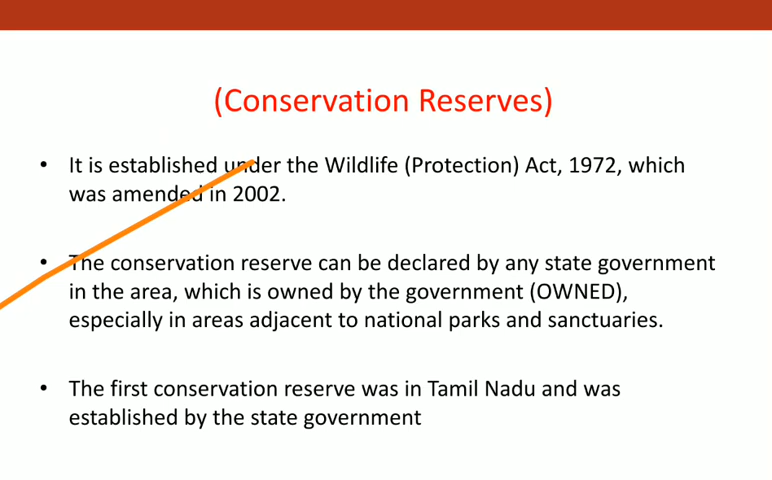 (Conservation Reserves)
• It is established under the Wildlife (Protection) Act, 1972, which
was amended in 2002.
• The conservation reserve can be declared by any state government
in the area, which is owned by the government (OWNED),
especially in areas adjacent to national parks and sanctuaries.
• The first conservation reserve was in Tamil Nadu and was
established by the state government